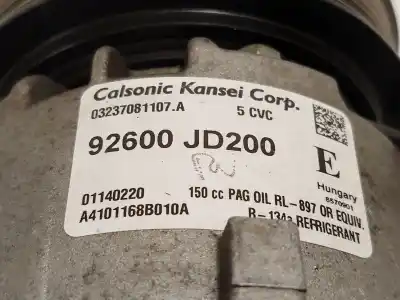 Calsonic Kansei Corp.
03237081107.A 5 CVC
92600 JD200
E
Hungary
01140220 150 cc PAG OIL RL-897 OR EQUIV.
A4101168B010A R-134a REFRIGERANT